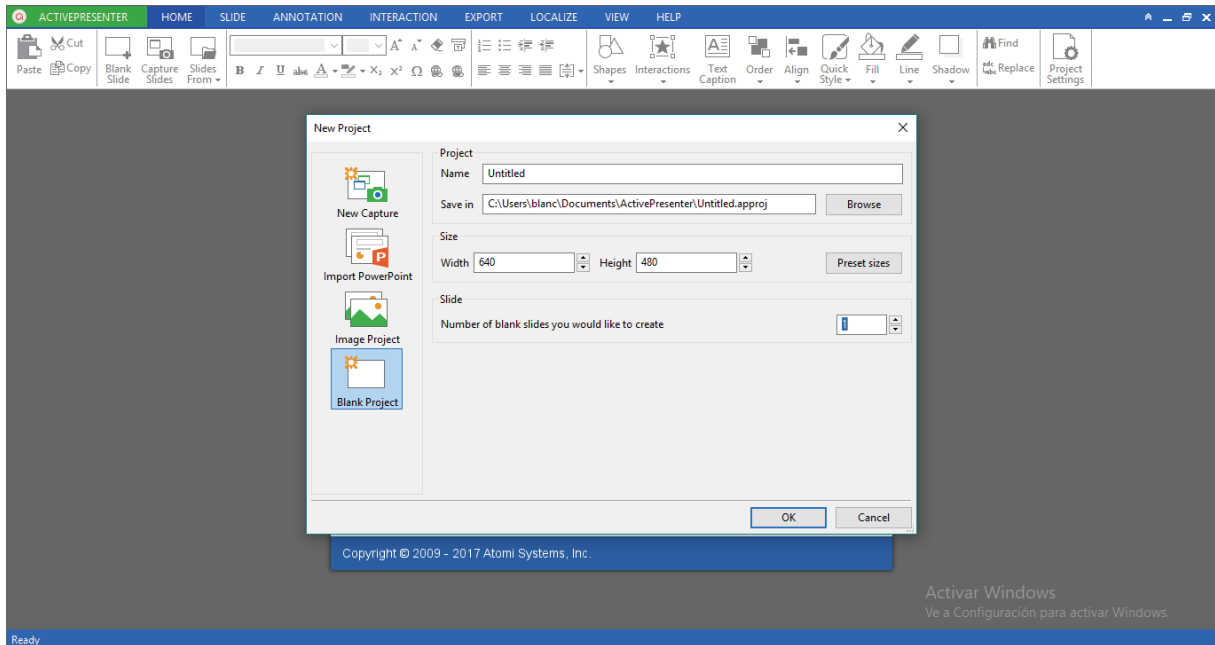 ACTIVEPRESENTER HOME SLIDE ANNOTATION INTERACTION EXPORT LOCALIZE VIEW HELP
Paste Cut Copy
Blank Slide
Capture Slides
Slides From
B I U abc A X₂ X² Ω
Shapes Interactions
Text Caption
Order Align
Quick Style
Fill Line Shadow
Find
Replace
Project Settings
New Project
New Capture
Import PowerPoint
Image Project
Blank Project
Project
Name Untitled
Save in C:\Users\blanc\Documents\ActivePresenter\Untitled.approj Browse
Size
Width 640 Height 480 Preset sizes
Slide
Number of blank slides you would like to create 1
OK Cancel
Copyright © 2009 - 2017 Atomi Systems, Inc.
Activar Windows
Ve a Configuración para activar Windows.
Ready